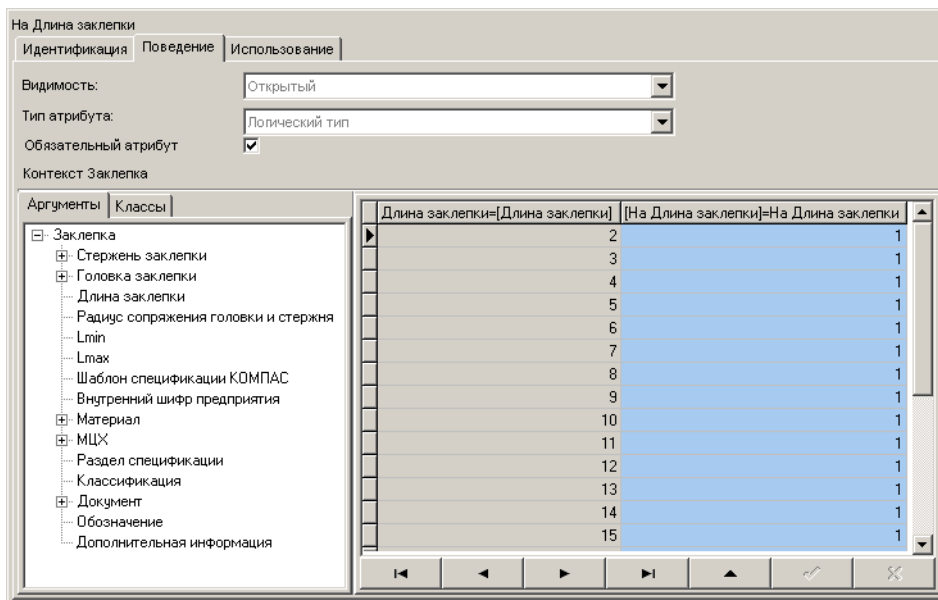 На Длина заклепки
Идентификация Поведение Использование
Видимость: Открытый
Тип атрибута: Логический тип
Обязательный атрибут
Контекст Заклепка
Аргументы Классы
Заклепка
Стержень заклепки
Головка заклепки
Длина заклепки
Радиус сопряжения головки и стержня
Lmin
Lmax
Шаблон спецификации КОМПАС
Внутренний шифр предприятия
Материал
МЦХ
Раздел спецификации
Классификация
Документ
Обозначение
Дополнительная информация
Длина заклепки=[Длина заклепки] [На Длина заклепки]=На Длина заклепки
2 1
3 1
4 1
5 1
6 1
7 1
8 1
9 1
10 1
11 1
12 1
13 1
14 1
15 1